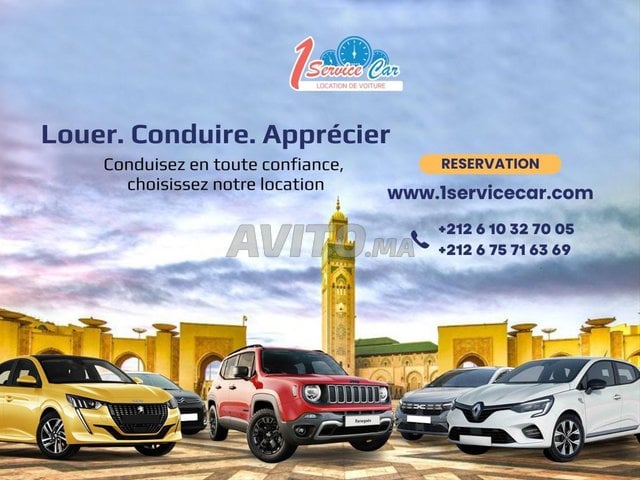 1 Service Car
LOCATION DE VOITURE
Louer. Conduire. Apprécier
Conduisez en toute confiance,
choisissez notre location
RESERVATION
www.1servicecar.com
+212 6 10 32 70 05
+212 6 75 71 63 69
AVITO.MA
Renegade